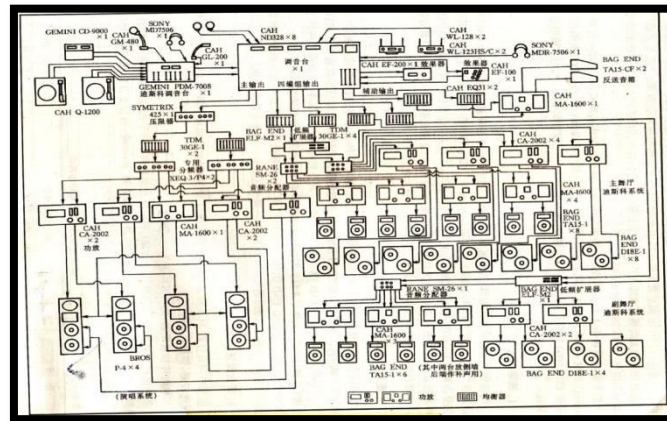 GEMINI CD-9000
×1
CAH
GM-480
×1
SONY
MD7506
×1
CAH
GL-200
×1
CAH
ND328×8
CAH
WL-128×2
CAH
WL-123HS/C×2
SONY
MDR-7506×1
调音台
×1
CAH EF-200×1 效果器
效果器
CAH
EF-100
×1
BAG END
TA15-CF×2
反送音箱
CAH Q-1200
GEMINI PDM-7008
迪斯科调音台 ×1
主输出
四编组输出
辅助输出
CAH
EQ31×2
CAH
MA-1600×1
SYMETRIX
425×1
压限器
BAG END
ELF-M2×1
低频
扩展器
TDM
30GE-1×4
TDM
30GE-1
×2
专用
分频器
XEQ-3/P4×2
RANE
SM-26
×2
音频分配器
CAH
CA-2002×4
主舞厅
迪斯科系统
CAH
MA-1600
×4
BAG
END
TA15-1
×8
BAG
END
D18E-1
×8
CAH
CA-2002
×2
功放
CAH
MA-1600×1
CAH
CA-2002
×2
RANE SM-26×1
音频分配器
BAG END
ELF-M2
×1
低频扩展器
副舞厅
迪斯科系统
CAH
MA-1600
×3
CAH
CA-2002×2
BROS
P-4×4
BAG END
TA15-1×6
(其中两台放侧墙
后墙作补声用)
BAG END D18E-1×4
(演唱系统)
功放
均衡器